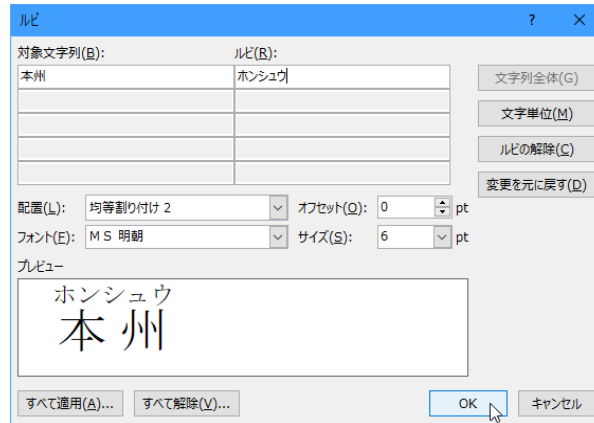 ルビ ? ×
対象文字列(B): ルビ(R):
本州 ホンシュウ
文字列全体(G)
文字単位(M)
ルビの解除(C)
変更を元に戻す(D)
配置(L): 均等割り付け 2 オフセット(O): 0 pt
フォント(F): ＭＳ 明朝 サイズ(S): 6 pt
プレビュー
ホンシュウ
本州
すべて適用(A)... すべて解除(V)... OK キャンセル